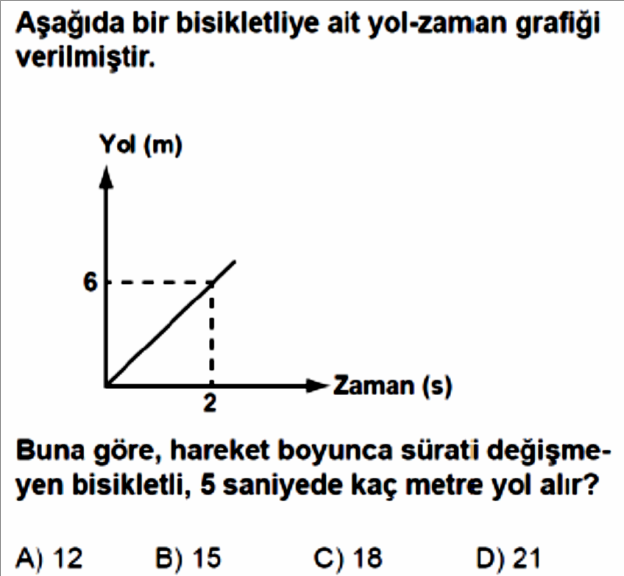 Aşağıda bir bisikletliye ait yol-zaman grafiği
verilmiştir.
Yol (m)
6
Zaman (s)
2
Buna göre, hareket boyunca sürati değişme-
yen bisikletli, 5 saniyede kaç metre yol alır?
A) 12 B) 15 C) 18 D) 21